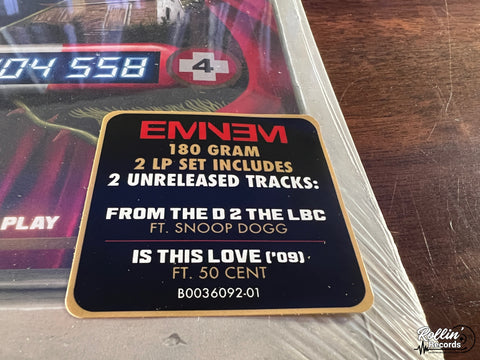 04 558
4
PLAY
EMINEM
180 GRAM
2 LP SET INCLUDES
2 UNRELEASED TRACKS:
FROM THE D 2 THE LBC
FT. SNOOP DOGG
IS THIS LOVE ('09)
FT. 50 CENT
B0036092-01
Rollin'
Records